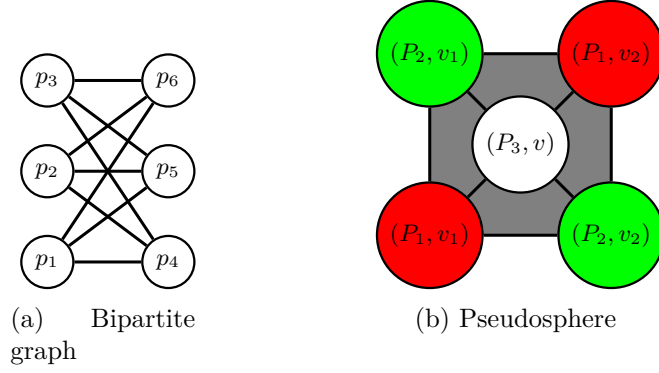 p₃ p₆
p₂ p₅
p₁ p₄
(a) Bipartite
graph
(P₂, v₁) (P₁, v₂)
(P₃, v)
(P₁, v₁) (P₂, v₂)
(b) Pseudosphere